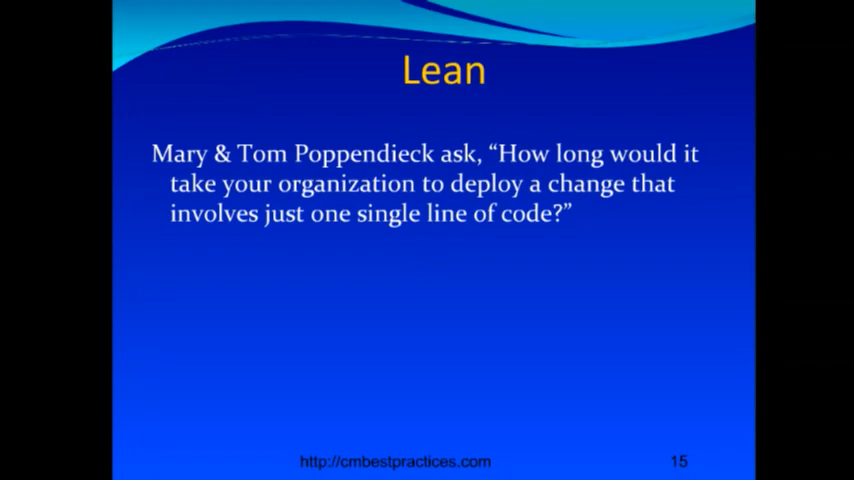 Lean
Mary & Tom Poppendieck ask, “How long would it
take your organization to deploy a change that
involves just one single line of code?”
http://cmbestpractices.com
15